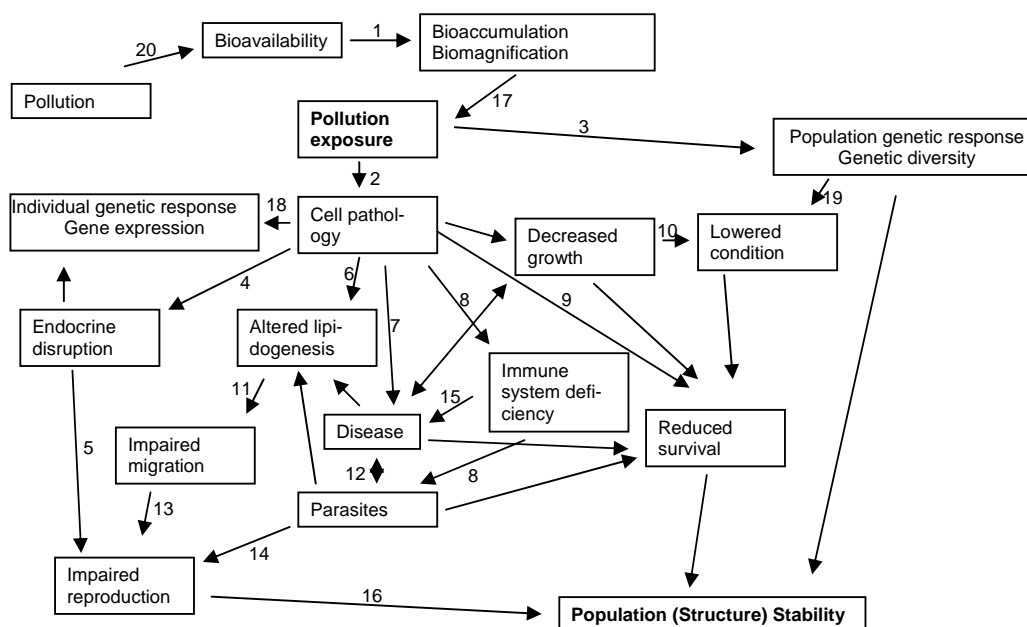 1
Bioavailability
Bioaccumulation
Biomagnification
20
Pollution
17
Pollution
exposure
3
Population genetic response
Genetic diversity
2
Individual genetic response
Gene expression
18
Cell pathol-
ogy
Decreased
growth
10
Lowered
condition
19
4
6
7
8
9
Endocrine
disruption
Altered lipi-
dogenesis
Immune
system defi-
ciency
11
15
5
Impaired
migration
Disease
Reduced
survival
12
8
13
Parasites
14
Impaired
reproduction
16
Population (Structure) Stability